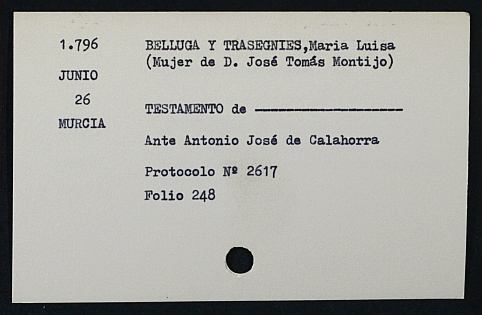 1.796
JUNIO
26
MURCIA
BELLUGA Y TRASEGNIES,Maria Luisa
(Mujer de D. José Tomás Montijo)
TESTAMENTO de -------------------
Ante Antonio José de Calahorra
Protocolo Nº 2617
Folio 248